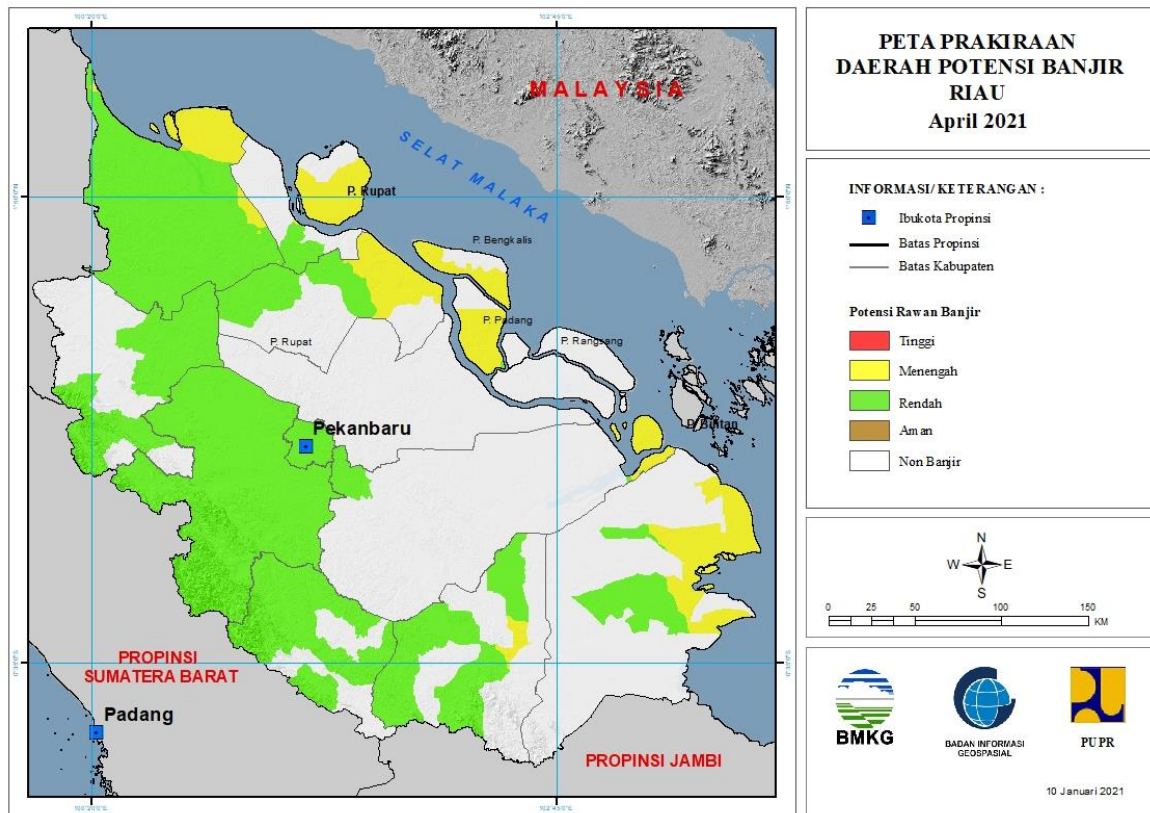 PETA PRAKIRAAN
DAERAH POTENSI BANJIR
RIAU
April 2021
INFORMASI/ KETERANGAN :
Ibukota Propinsi
Batas Propinsi
Batas Kabupaten
Potensi Rawan Banjir
Tinggi
Menengah
Rendah
Aman
Non Banjir
N
W E
S
0 25 50 100 150
KM
BMKG
BADAN INFORMASI
GEOSPASIAL
PUPR
10 Januari 2021
MALAYSIA
SELAT MALAKA
P. Rupat
P. Bengkalis
P. Padang
P. Rupat
P. Rangsang
Pekanbaru
PROPINSI
SUMATERA BARAT
Padang
PROPINSI JAMBI